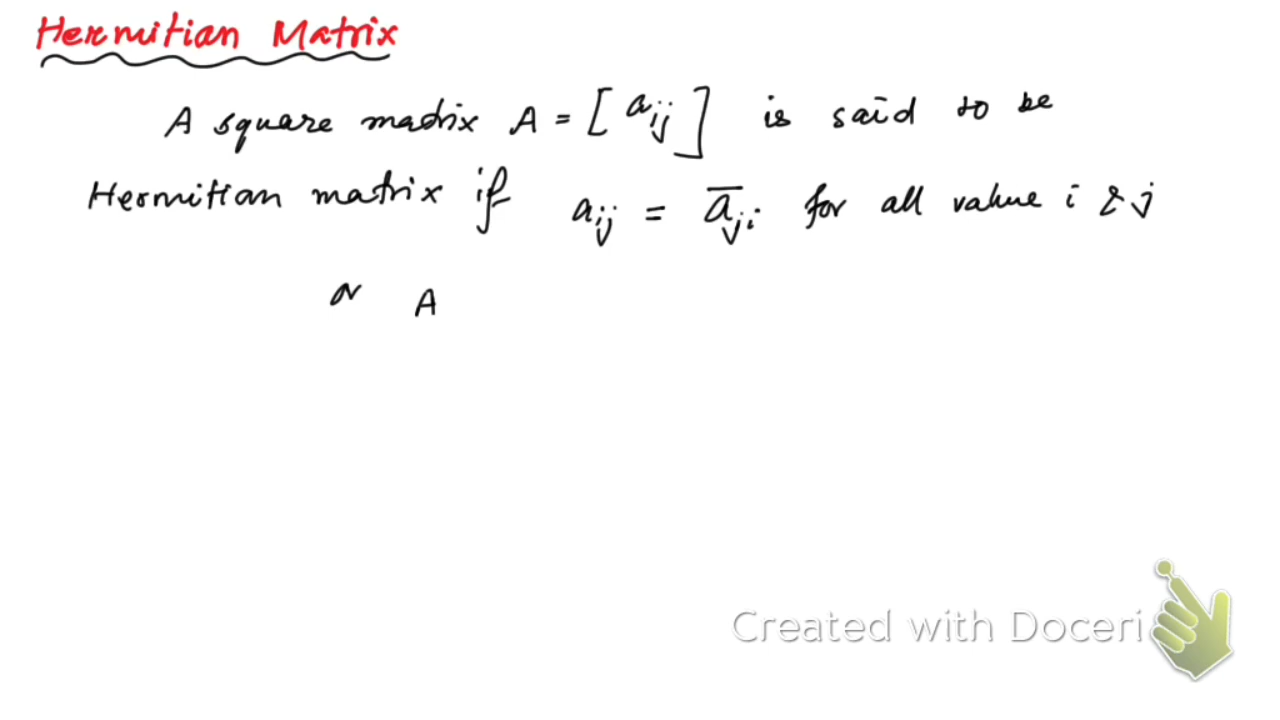 Hermitian Matrix
A square matrix A = [aij] is said to be
Hermitian matrix if aij = āji for all value i & j
or A
Created with Doceri